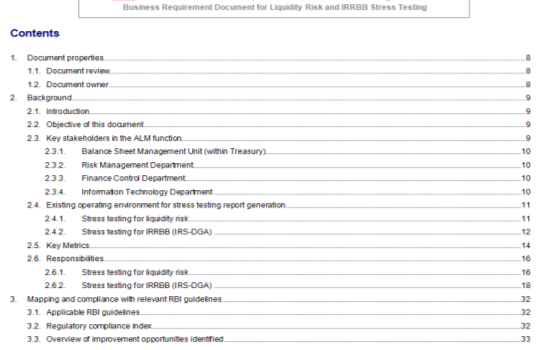 Business Requirement Document for Liquidity Risk and IRRBB Stress Testing
Contents
1. Document properties 8
1.1. Document review 8
1.2. Document owner 8
2. Background 9
2.1. Introduction 9
2.2. Objective of this document 9
2.3. Key stakeholders in the ALM function 9
2.3.1. Balance Sheet Management Unit (within Treasury) 10
2.3.2. Risk Management Department 10
2.3.3. Finance Control Department 10
2.3.4. Information Technology Department 10
2.4. Existing operating environment for stress testing report generation 11
2.4.1. Stress testing for liquidity risk 11
2.4.2. Stress testing for IRRBB (IRS-DGA) 12
2.5. Key Metrics 14
2.6. Responsibilities 16
2.6.1. Stress testing for liquidity risk 16
2.6.2. Stress testing for IRRBB (IRS-DGA) 18
3. Mapping and compliance with relevant RBI guidelines 32
3.1. Applicable RBI guidelines 32
3.2. Regulatory compliance index 32
3.3. Overview of improvement opportunities identified 33